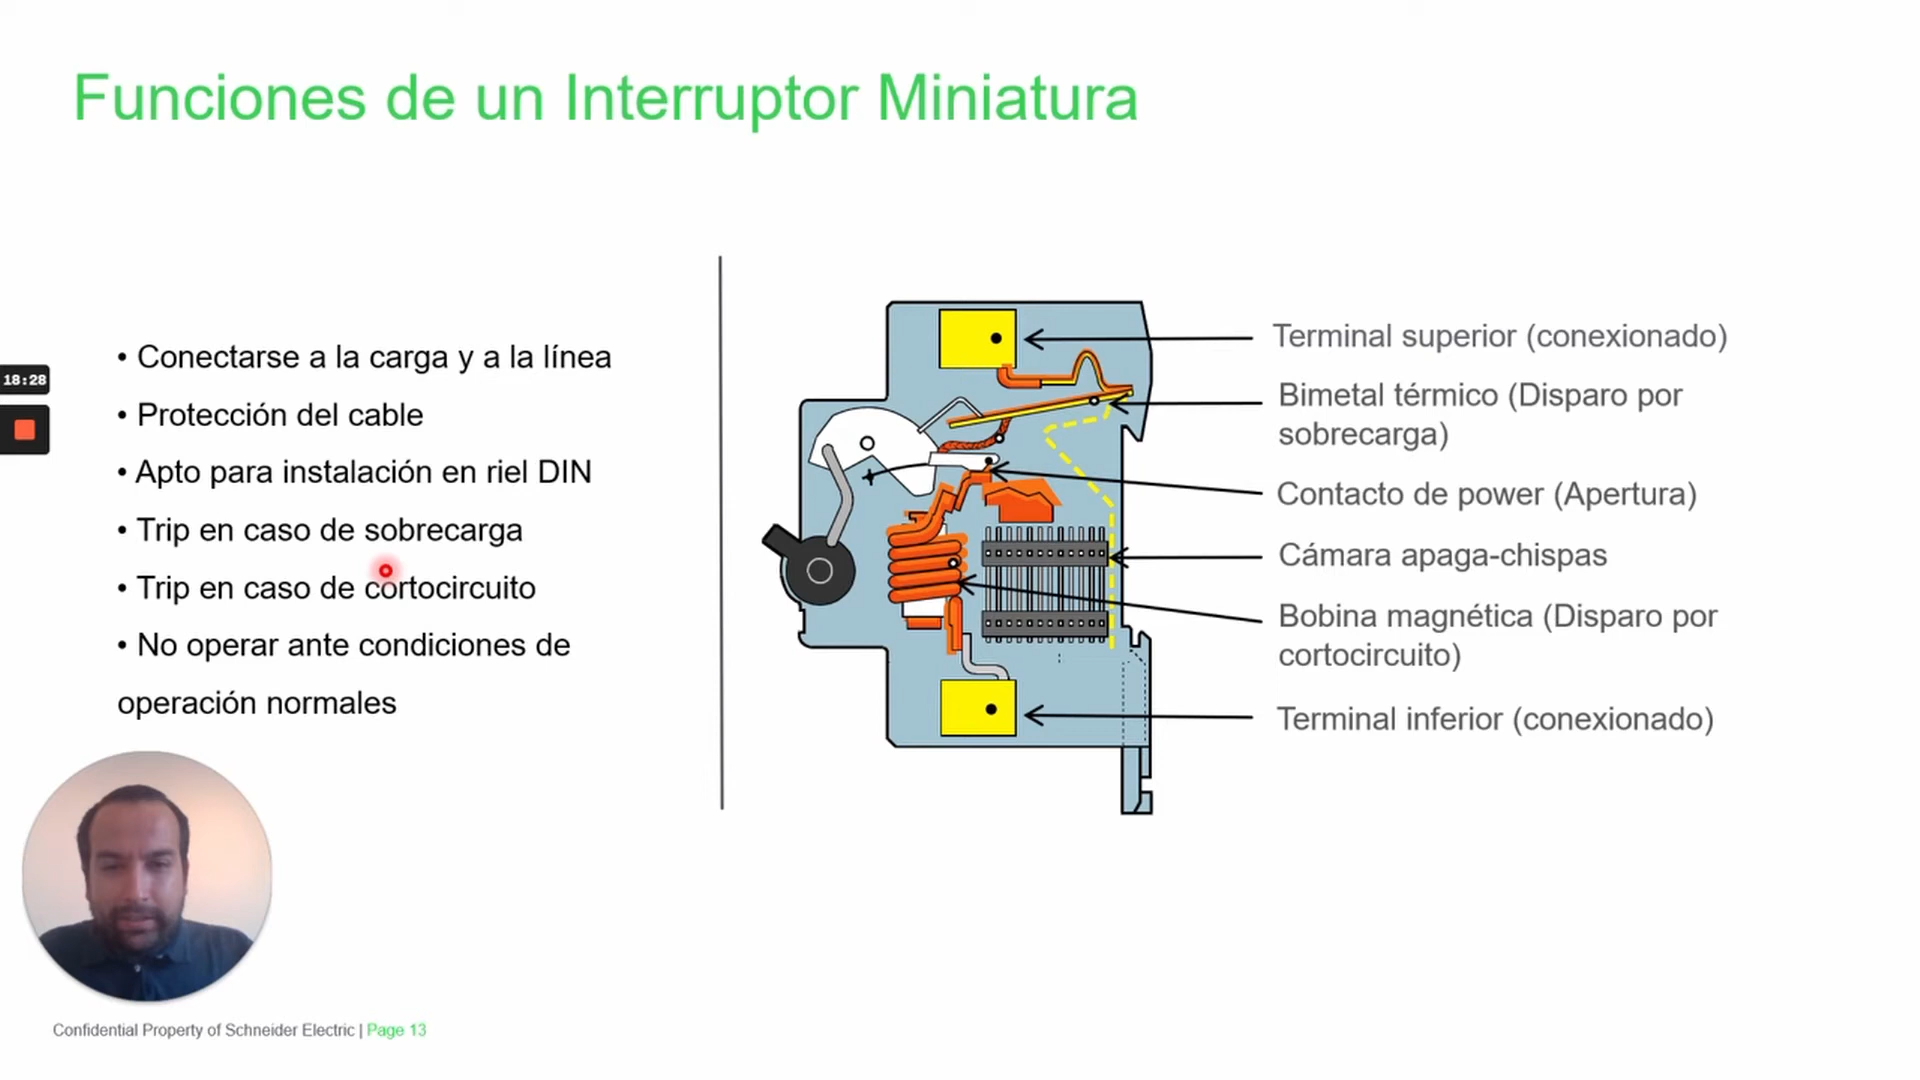 Funciones de un Interruptor Miniatura
• Conectarse a la carga y a la línea
• Protección del cable
• Apto para instalación en riel DIN
• Trip en caso de sobrecarga
• Trip en caso de cortocircuito
• No operar ante condiciones de
operación normales
18:28
Terminal superior (conexionado)
Bimetal térmico (Disparo por
sobrecarga)
Contacto de power (Apertura)
Cámara apaga-chispas
Bobina magnética (Disparo por
cortocircuito)
Terminal inferior (conexionado)
Confidential Property of Schneider Electric | Page 13